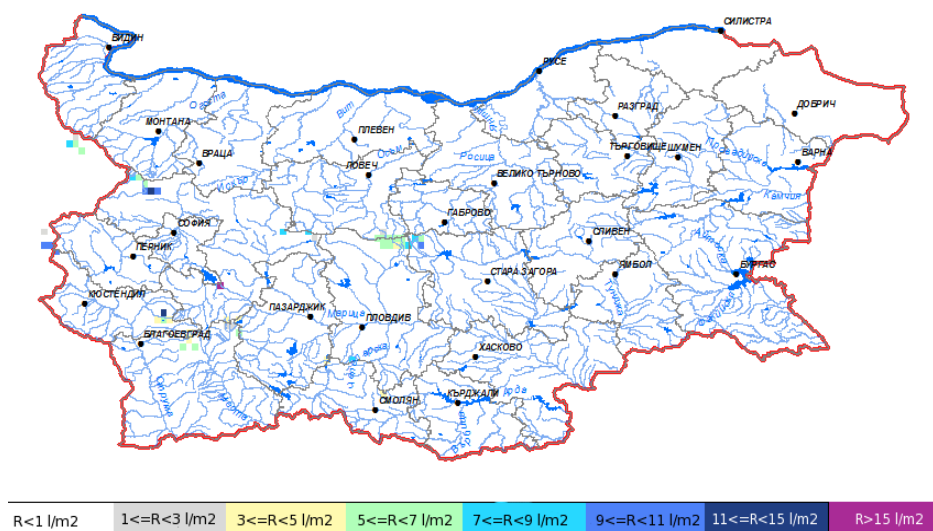 СИЛИСТРА
ВИДИН
РУСЕ
Огоста
Вит
РАЗГРАД
ДОБРИЧ
МОНТАНА
ПЛЕВЕН
ВРАЦА
Росица
ТЪРГОВИЩЕ
ШУМЕН
ВАРНА
ЛОВЕЧ
Искър
ВЕЛИКО ТЪРНОВО
Камчия
ГАБРОВО
СОФИЯ
СЛИВЕН
ПЕРНИК
СТАРА ЗАГОРА
ЯМБОЛ
БУРГАС
КЮСТЕНДИЛ
ПАЗАРДЖИК
Марица
ПЛОВДИВ
БЛАГОЕВГРАД
ХАСКОВО
КЪРДЖАЛИ
СМОЛЯН
R<1 l/m2
1<=R<3 l/m2
3<=R<5 l/m2
5<=R<7 l/m2
7<=R<9 l/m2
9<=R<11 l/m2
11<=R<15 l/m2
R>15 l/m2